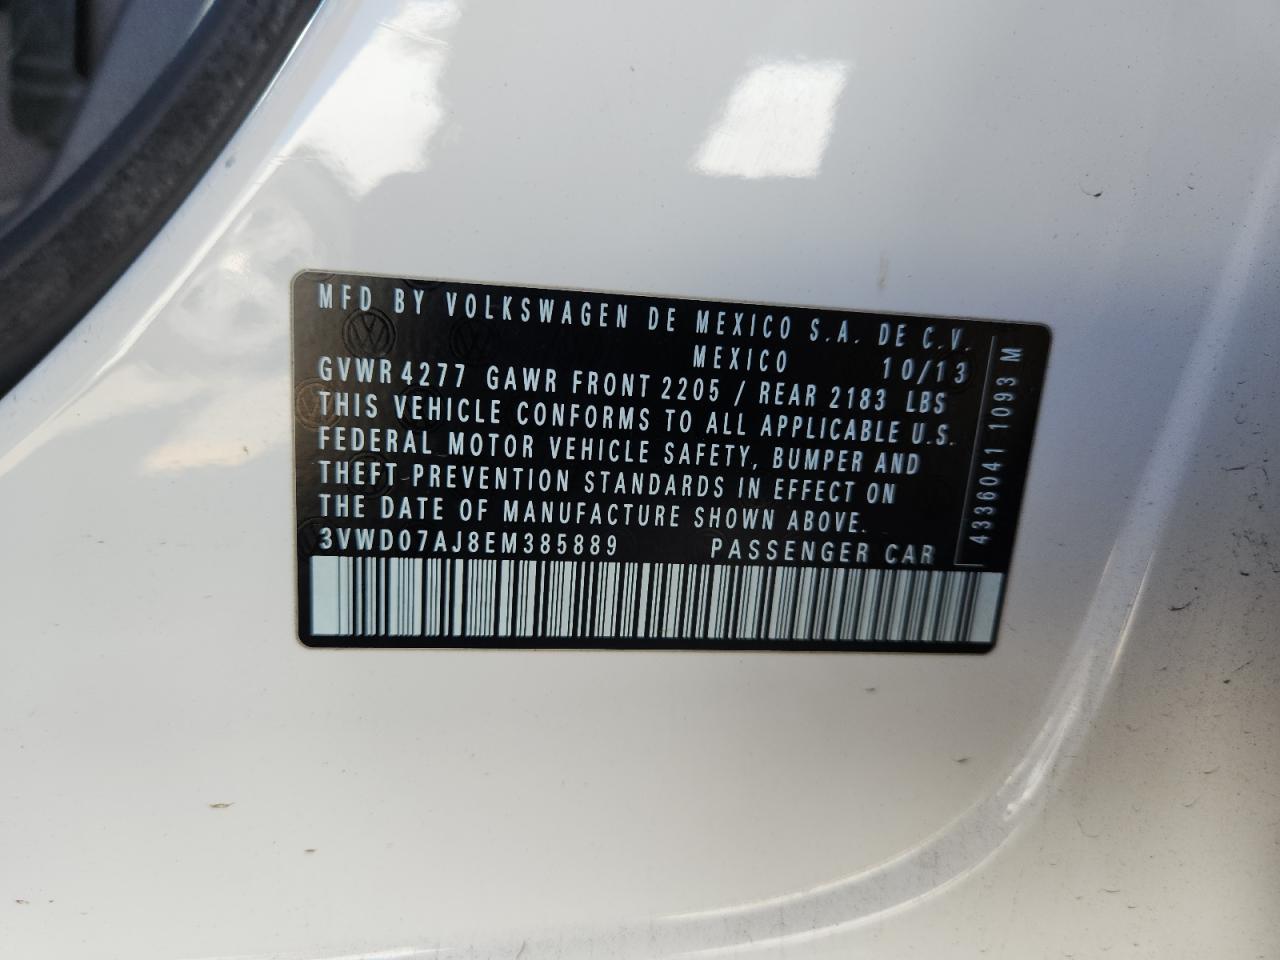 MFD BY VOLKSWAGEN DE MEXICO S.A. DE C.V.
MEXICO 10/13
GVWR 4277 GAWR FRONT 2205 / REAR 2183 LBS
THIS VEHICLE CONFORMS TO ALL APPLICABLE U.S.
FEDERAL MOTOR VEHICLE SAFETY, BUMPER AND
THEFT PREVENTION STANDARDS IN EFFECT ON
THE DATE OF MANUFACTURE SHOWN ABOVE.
3VWD07AJ8EM385889 PASSENGER CAR
4336041 1093 M